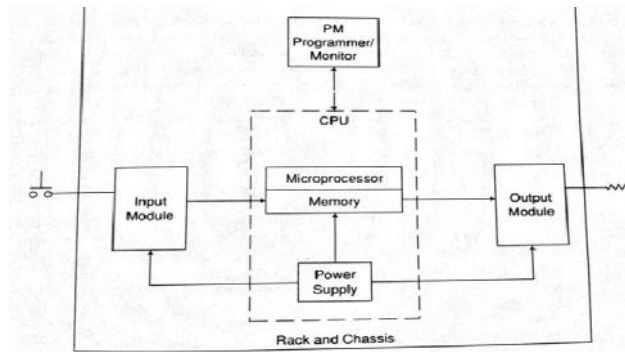 PM
Programmer/
Monitor
CPU
Microprocessor
Memory
Input
Module
Output
Module
Power
Supply
Rack and Chassis